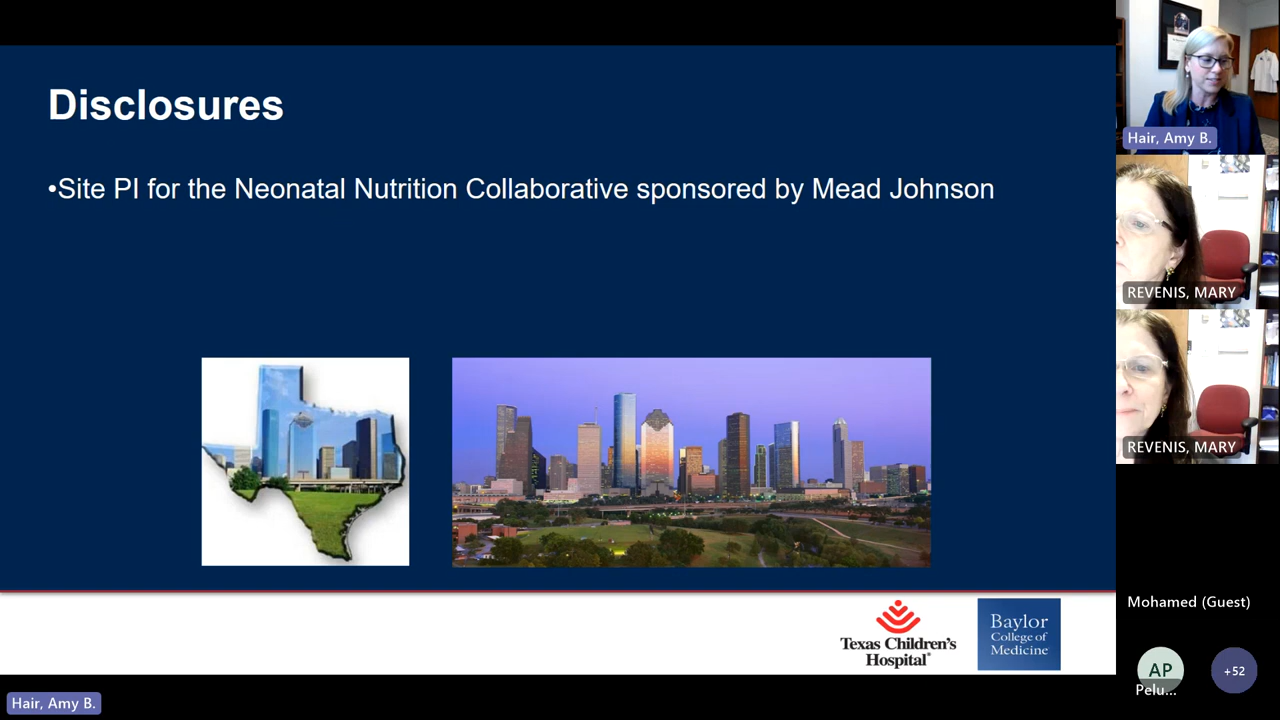 Disclosures
•Site PI for the Neonatal Nutrition Collaborative sponsored by Mead Johnson
Texas Children's
Hospital®
Baylor
College of
Medicine
Hair, Amy B.
Hair, Amy B.
REVENIS, MARY
REVENIS, MARY
Mohamed (Guest)
AP
Pelu...
+52